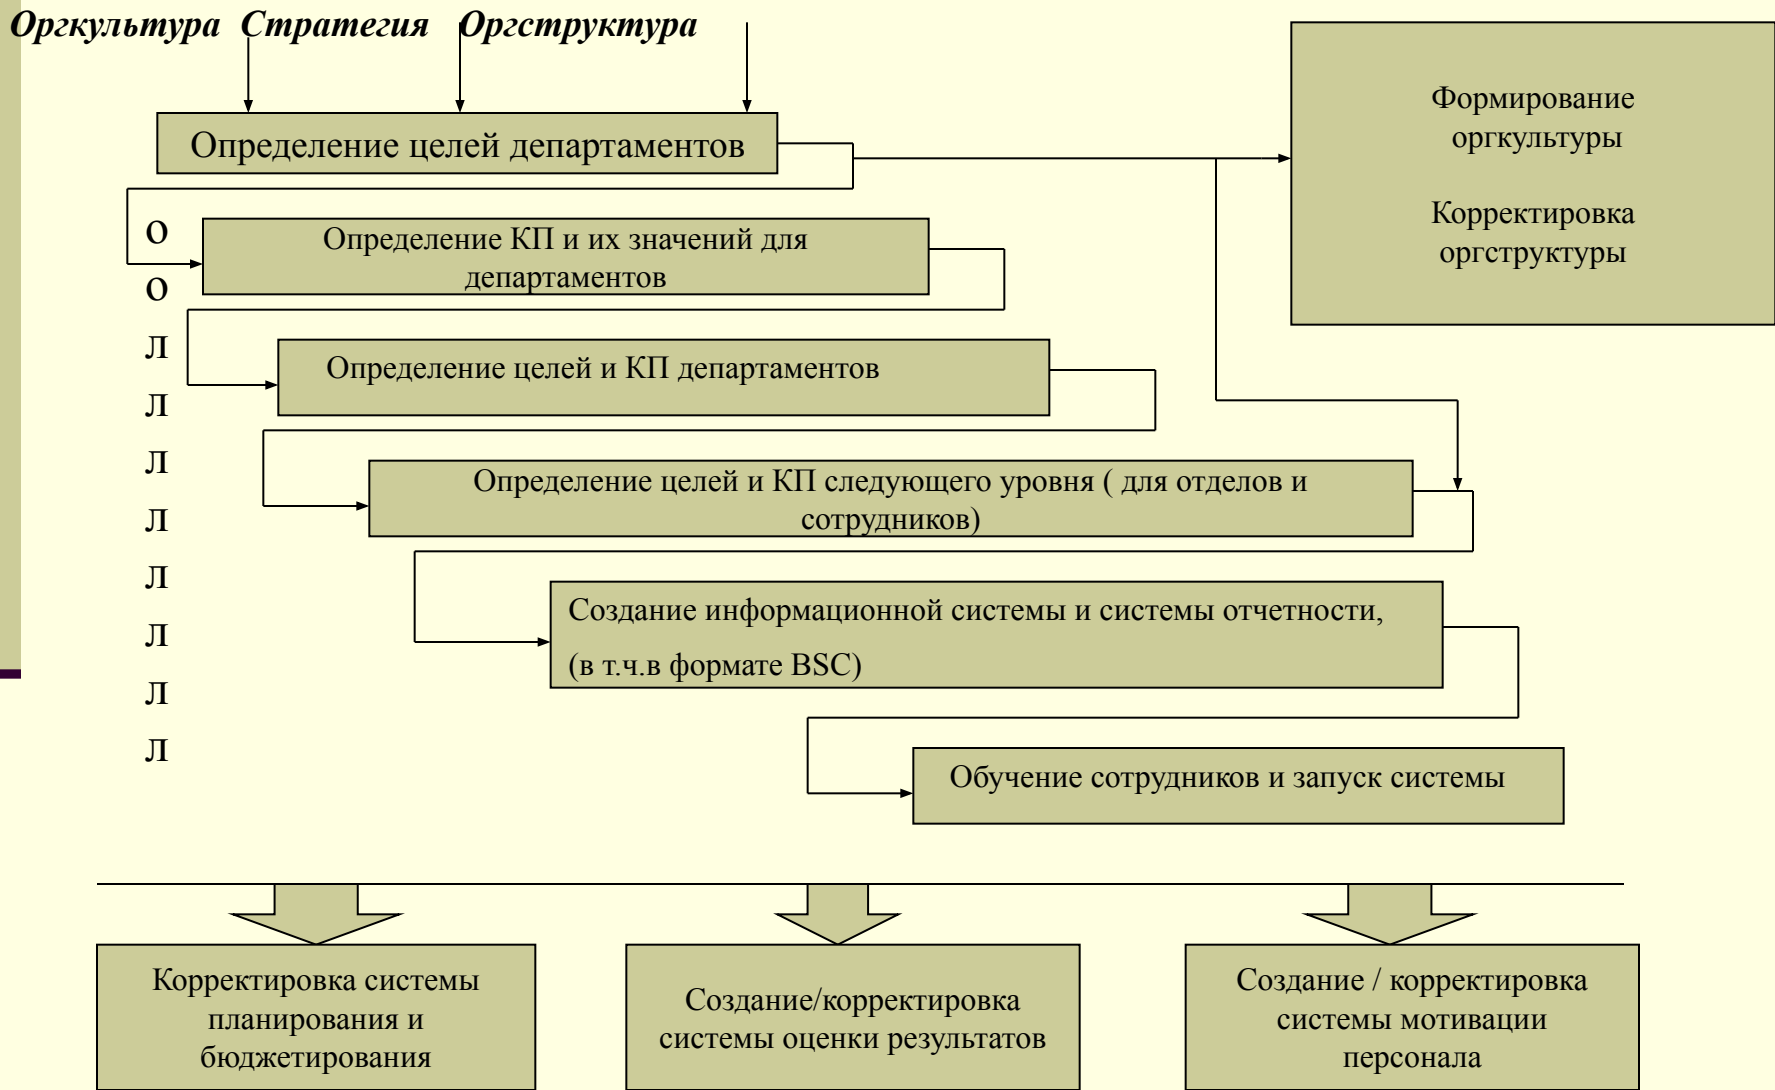 Оргкультура Стратегия Оргструктура
Определение целей департаментов
Формирование
оргкультуры
Корректировка
оргструктуры
о
о
л
л
л
л
л
л
л
л
Определение КП и их значений для
департаментов
Определение целей и КП департаментов
Определение целей и КП следующего уровня ( для отделов и
сотрудников)
Создание информационной системы и системы отчетности,
(в т.ч.в формате BSC)
Обучение сотрудников и запуск системы
Корректировка системы
планирования и
бюджетирования
Создание/корректировка
системы оценки результатов
Создание / корректировка
системы мотивации
персонала